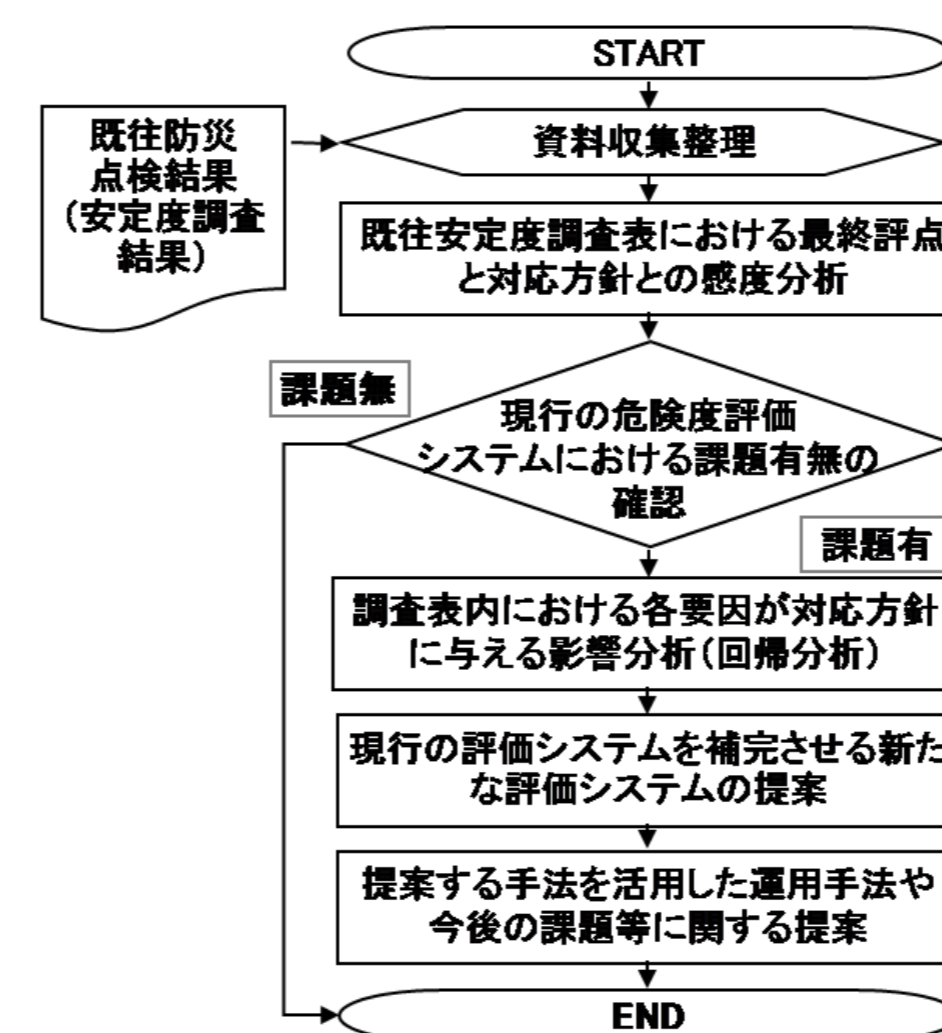 START
既往防災
点検結果
（安定度調査
結果）
資料収集整理
既往安定度調査表における最終評点
と対応方針との感度分析
課題無
現行の危険度評価
システムにおける課題有無の
確認
課題有
調査表内における各要因が対応方針
に与える影響分析（回帰分析）
現行の評価システムを補完させる新た
な評価システムの提案
提案する手法を活用した運用手法や
今後の課題等に関する提案
END